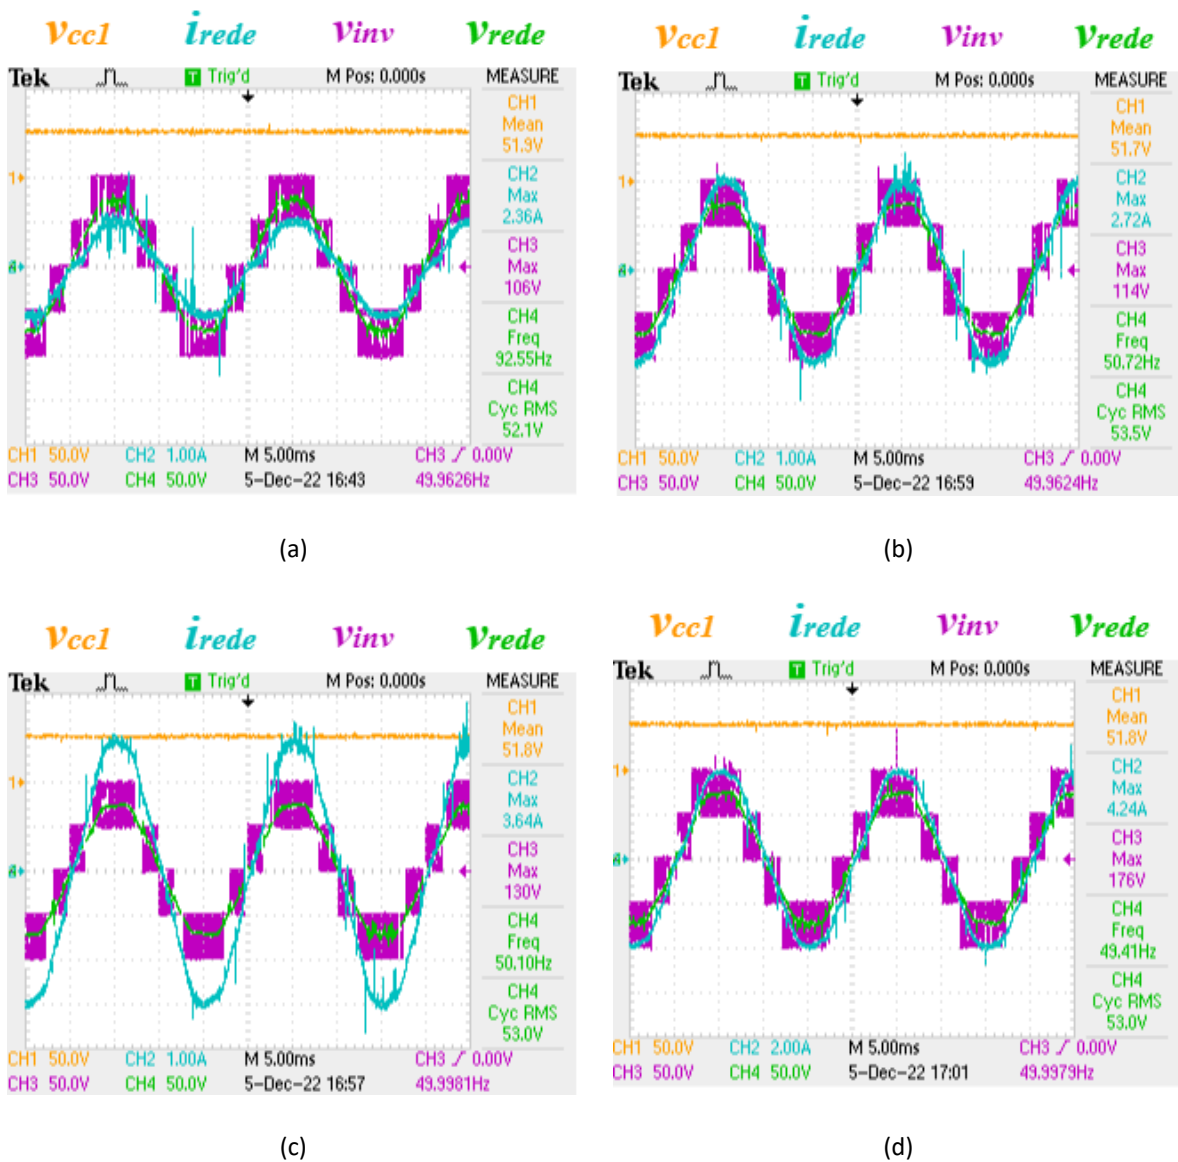 vcc1 irede vinv vrede
Tek T Trig'd M Pos: 0.000s MEASURE
CH1
Mean
51.9V
1
CH2
Max
2.36A
CH3
Max
106V
CH4
Freq
92.55Hz
CH4
Cyc RMS
52.1V
CH1 50.0V CH2 1.00A M 5.00ms CH3 / 0.00V
CH3 50.0V CH4 50.0V 5-Dec-22 16:43 49.9626Hz
(a)
vcc1 irede vinv vrede
Tek T Trig'd M Pos: 0.000s MEASURE
CH1
Mean
51.7V
1
CH2
Max
2.72A
CH3
Max
114V
CH4
Freq
50.72Hz
CH4
Cyc RMS
53.5V
CH1 50.0V CH2 1.00A M 5.00ms CH3 / 0.00V
CH3 50.0V CH4 50.0V 5-Dec-22 16:59 49.9624Hz
(b)
vcc1 irede vinv vrede
Tek T Trig'd M Pos: 0.000s MEASURE
CH1
Mean
51.8V
1
CH2
Max
3.64A
CH3
Max
130V
CH4
Freq
50.10Hz
CH4
Cyc RMS
53.0V
CH1 50.0V CH2 1.00A M 5.00ms CH3 / 0.00V
CH3 50.0V CH4 50.0V 5-Dec-22 16:57 49.9981Hz
(c)
vcc1 irede vinv vrede
Tek T Trig'd M Pos: 0.000s MEASURE
CH1
Mean
51.8V
1
CH2
Max
4.24A
CH3
Max
176V
CH4
Freq
49.41Hz
CH4
Cyc RMS
53.0V
CH1 50.0V CH2 2.00A M 5.00ms CH3 / 0.00V
CH3 50.0V CH4 50.0V 5-Dec-22 17:01 49.9979Hz
(d)